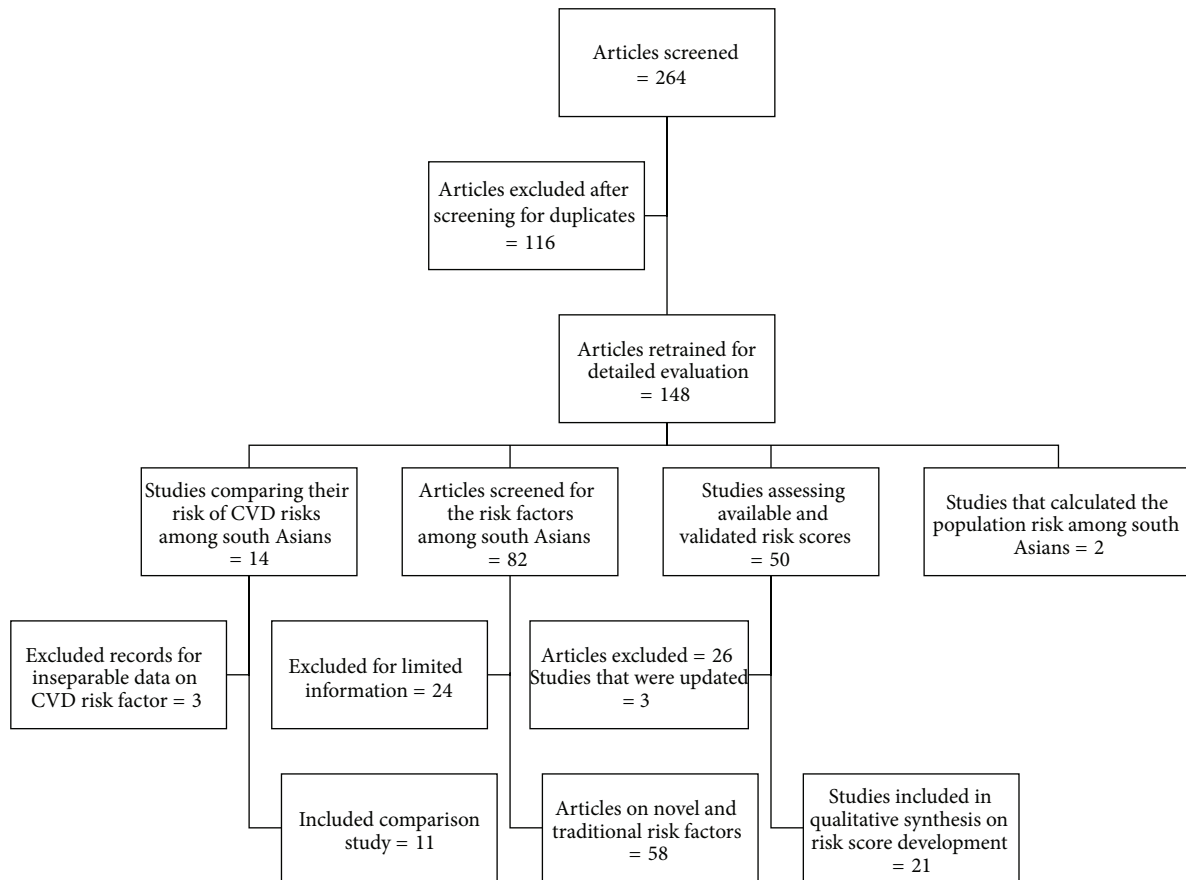 Articles screened
= 264
Articles excluded after
screening for duplicates
= 116
Articles retrained for
detailed evaluation
= 148
Studies comparing their
risk of CVD risks
among south Asians
= 14
Articles screened for
the risk factors
among south Asians
= 82
Studies assessing
available and
validated risk scores
= 50
Studies that calculated the
population risk among south
Asians = 2
Excluded records for
inseparable data on
CVD risk factor = 3
Excluded for limited
information = 24
Articles excluded = 26
Studies that were updated
= 3
Included comparison
study = 11
Articles on novel and
traditional risk factors
= 58
Studies included in
qualitative synthesis on
risk score development
= 21